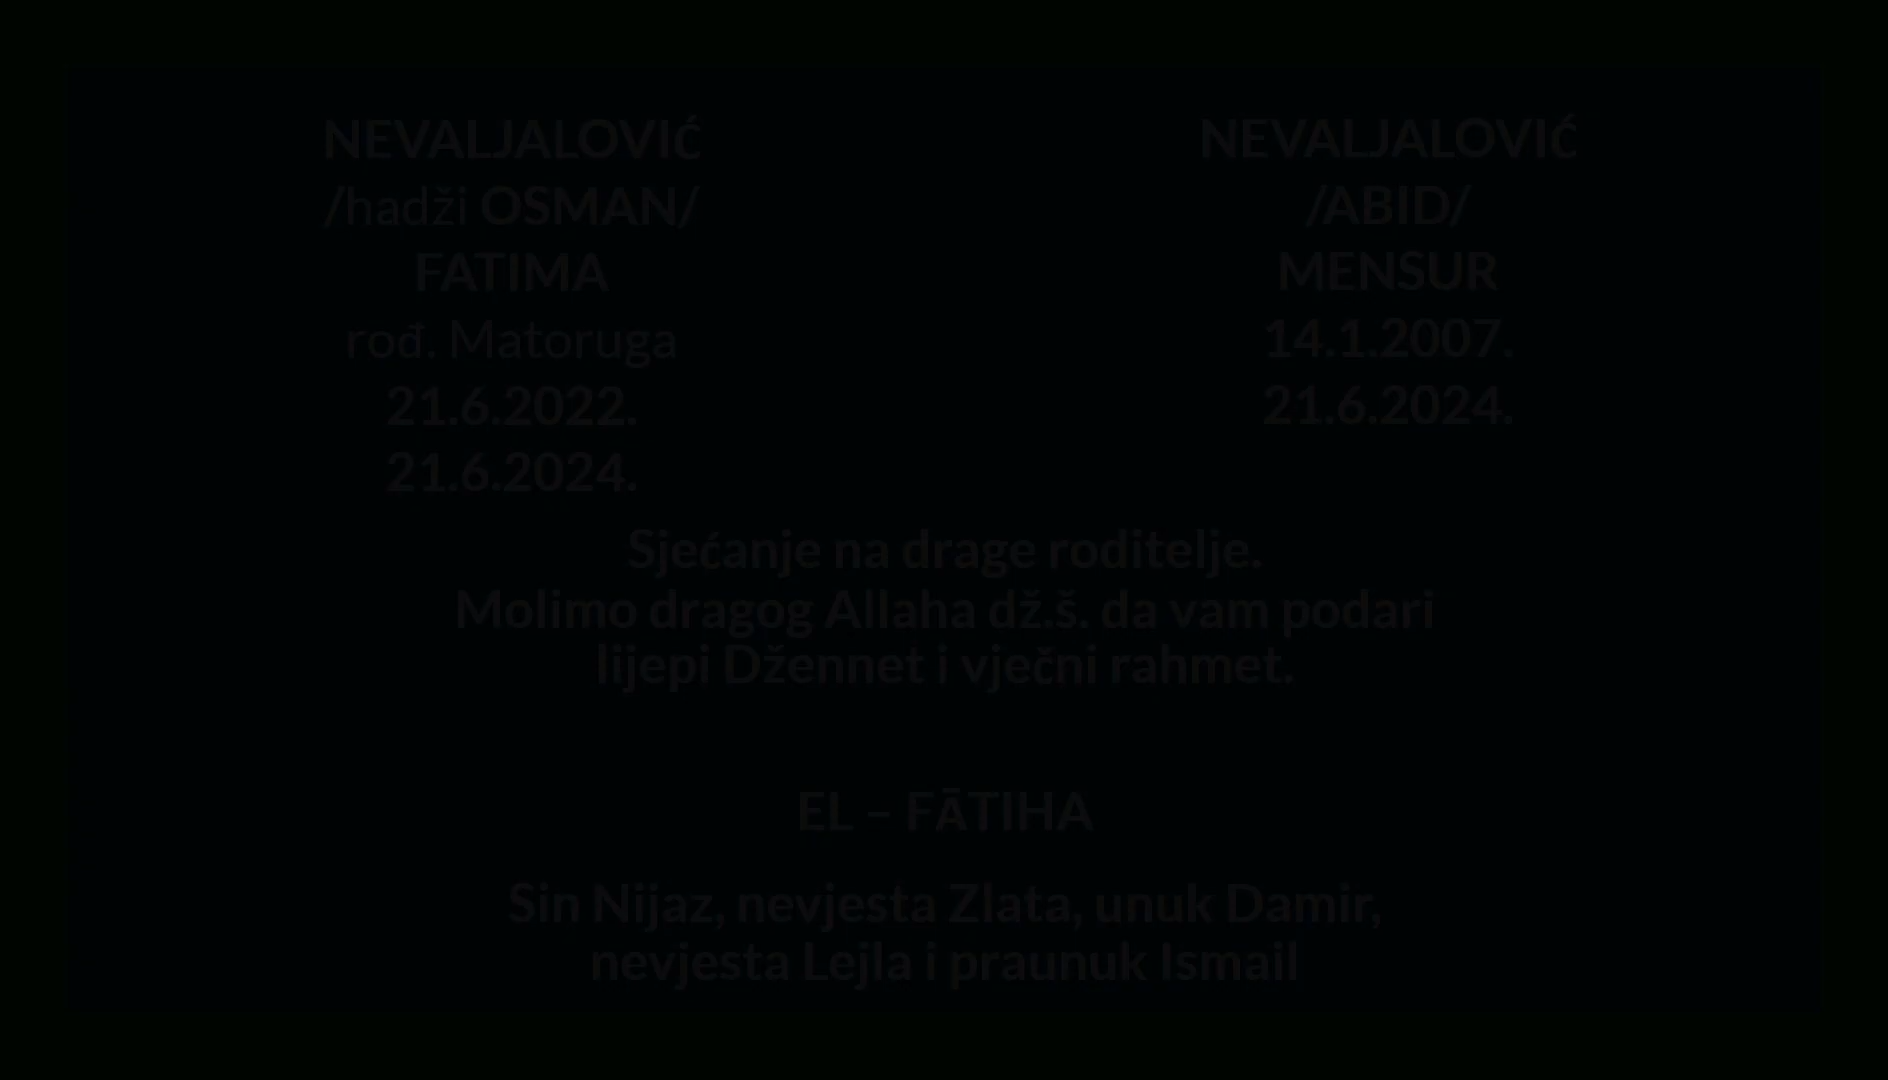 NEVALJALOVIĆ
/hadži OSMAN/
FATIMA
rođ. Matoruga
21.6.2022.
21.6.2024.
NEVALJALOVIĆ
/ABID/
MENSUR
14.1.2007.
21.6.2024.
Sjećanje na drage roditelje.
Molimo dragog Allaha dž.š. da vam podari
lijepi Džennet i vječni rahmet.
EL – FĀTIHA
Sin Nijaz, nevjesta Zlata, unuk Damir,
nevjesta Lejla i praunuk Ismail